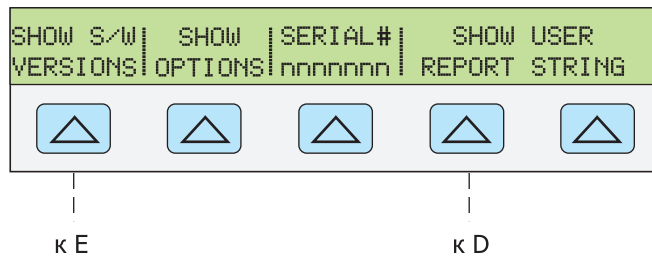 SHOW S/W SHOW SERIAL# SHOW USER
VERSIONS OPTIONS nnnnnnn REPORT STRING
к E к D